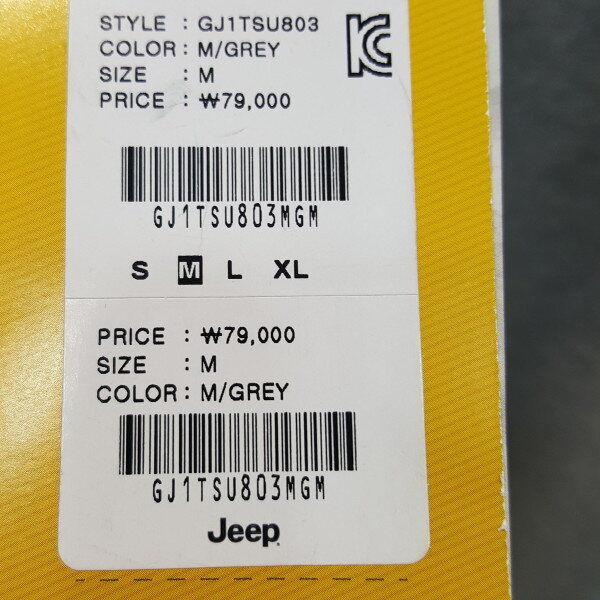 STYLE : GJ1TSU803
COLOR : M/GREY
SIZE : M
PRICE : ₩79,000
GJ1TSU803MGM
S M L XL
PRICE : ₩79,000
SIZE : M
COLOR : M/GREY
GJ1TSU803MGM
Jeep